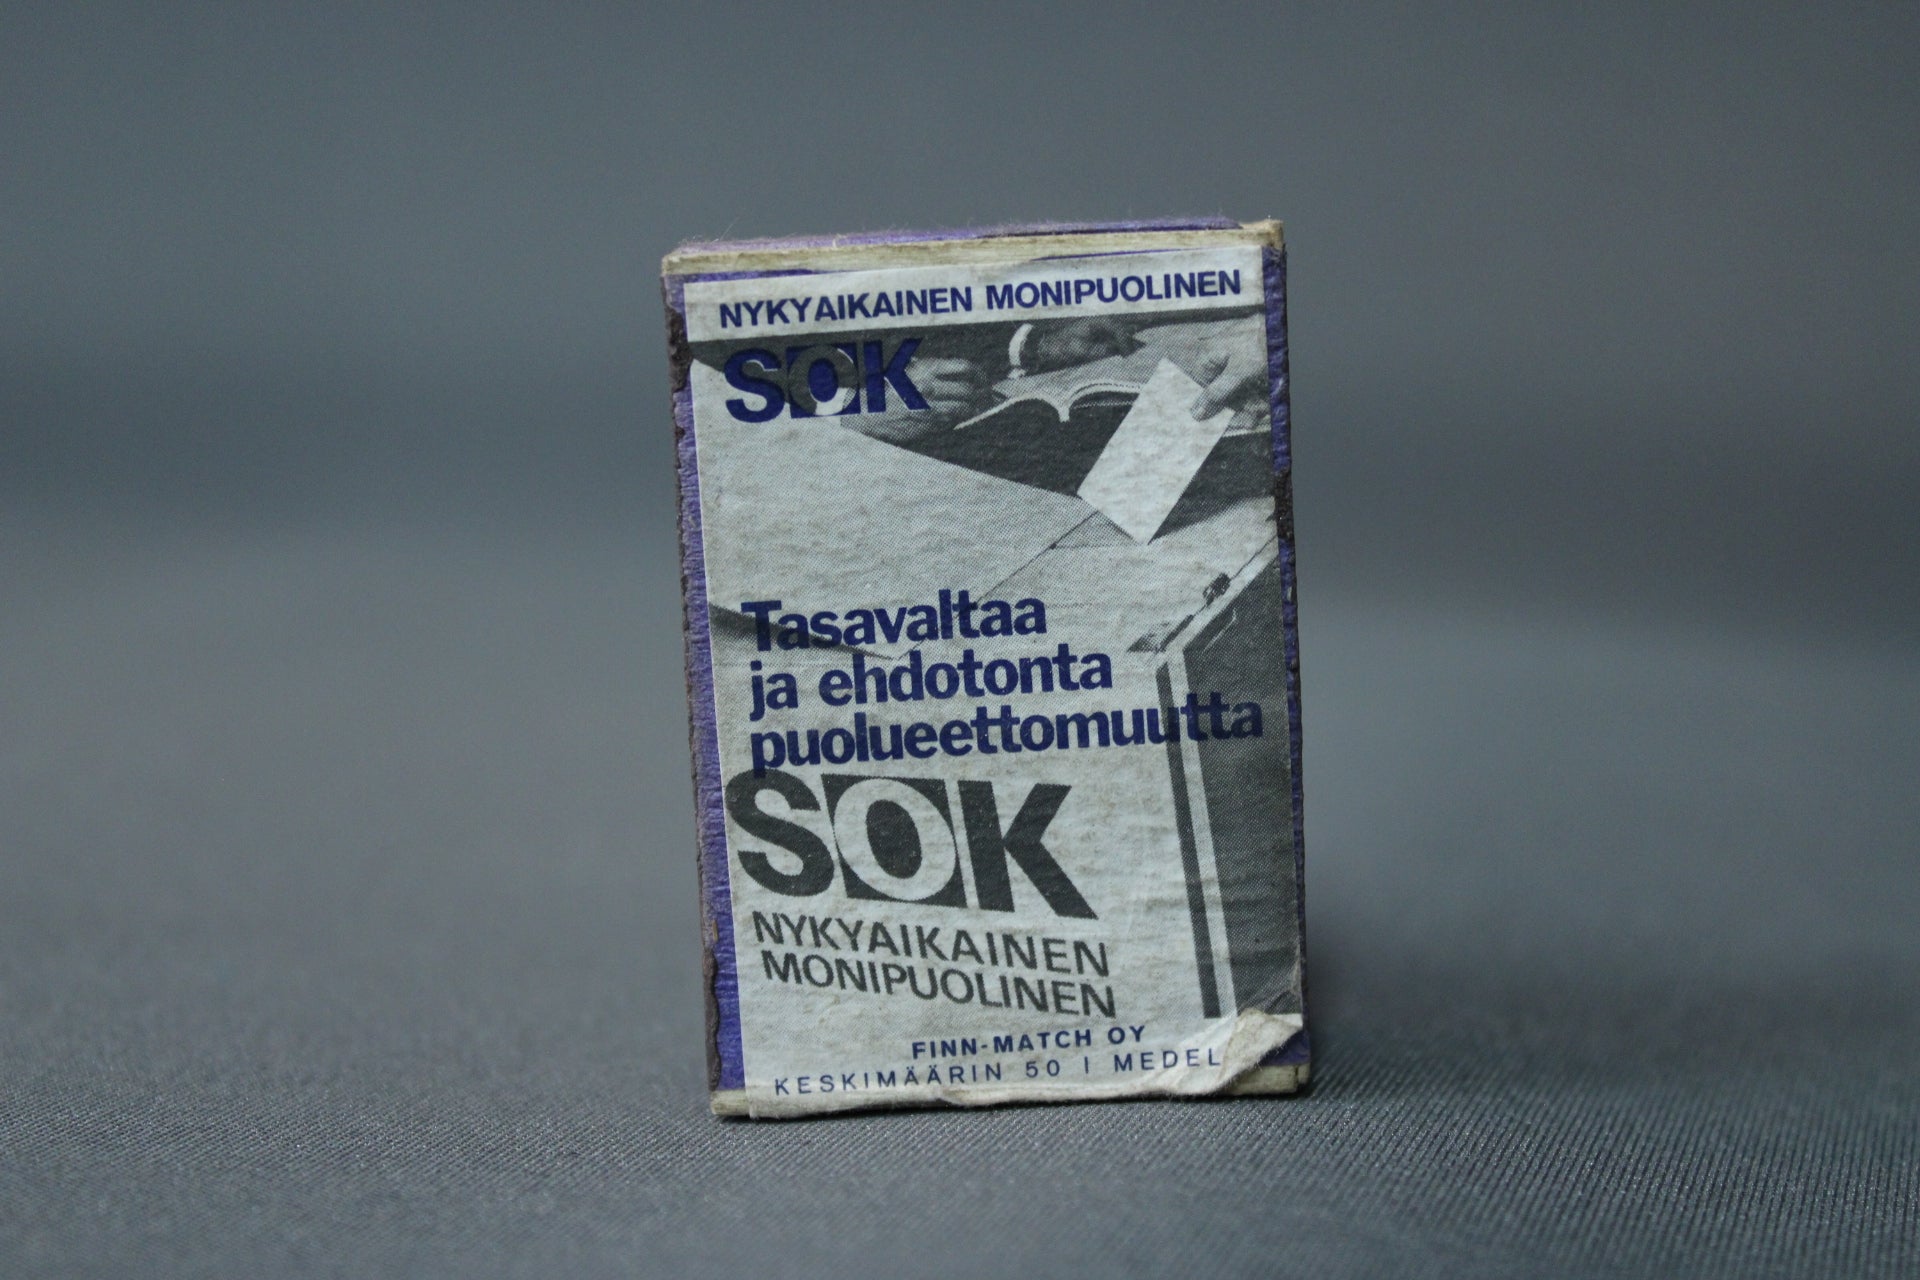 NYKYAIKAINEN MONIPUOLINEN
SOK
Tasavaltaa
ja ehdotonta
puolueettomuutta
SOK
NYKYAIKAINEN
MONIPUOLINEN
FINN-MATCH OY
KESKIMÄÄRIN 50 I MEDEL